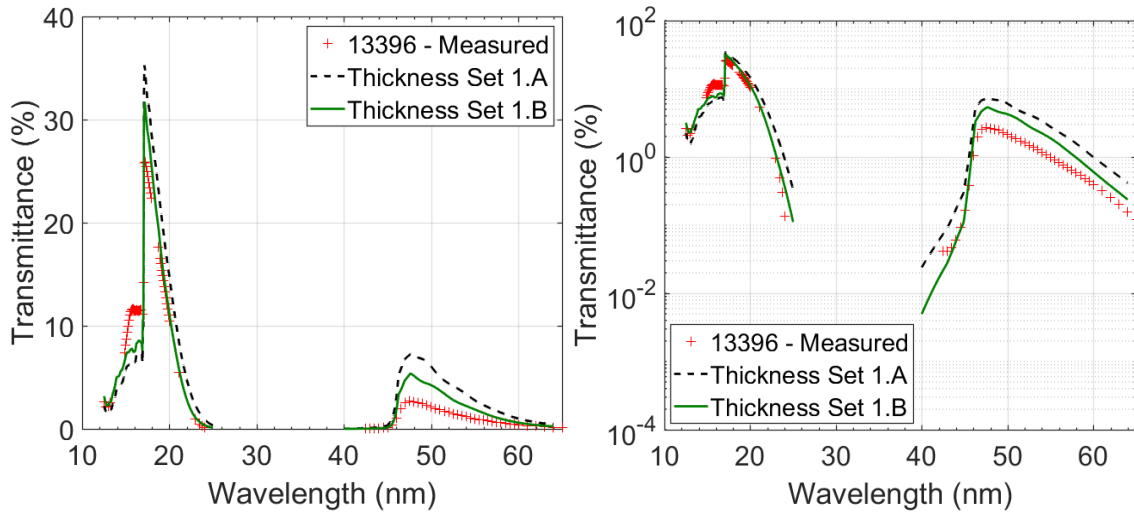 40
30
20
10
0
Transmittance (%)
13396 - Measured
Thickness Set 1.A
Thickness Set 1.B
10 20 30 40 50 60
Wavelength (nm)
10^2
10^0
10^-2
10^-4
Transmittance (%)
13396 - Measured
Thickness Set 1.A
Thickness Set 1.B
10 20 30 40 50 60
Wavelength (nm)